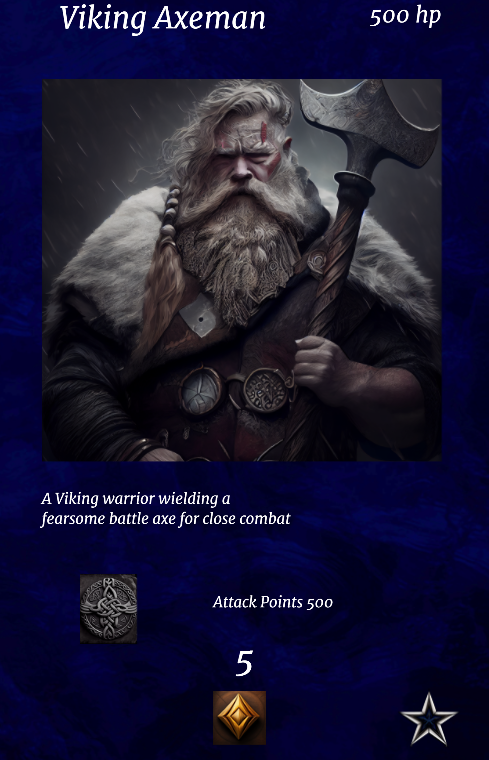 Viking Axeman
500 hp
A Viking warrior wielding a
fearsome battle axe for close combat
Attack Points 500
5